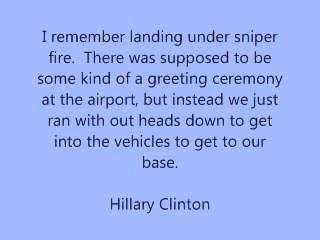 I remember landing under sniper
fire.  There was supposed to be
some kind of a greeting ceremony
at the airport, but instead we just
ran with out heads down to get
into the vehicles to get to our
base.
Hillary Clinton